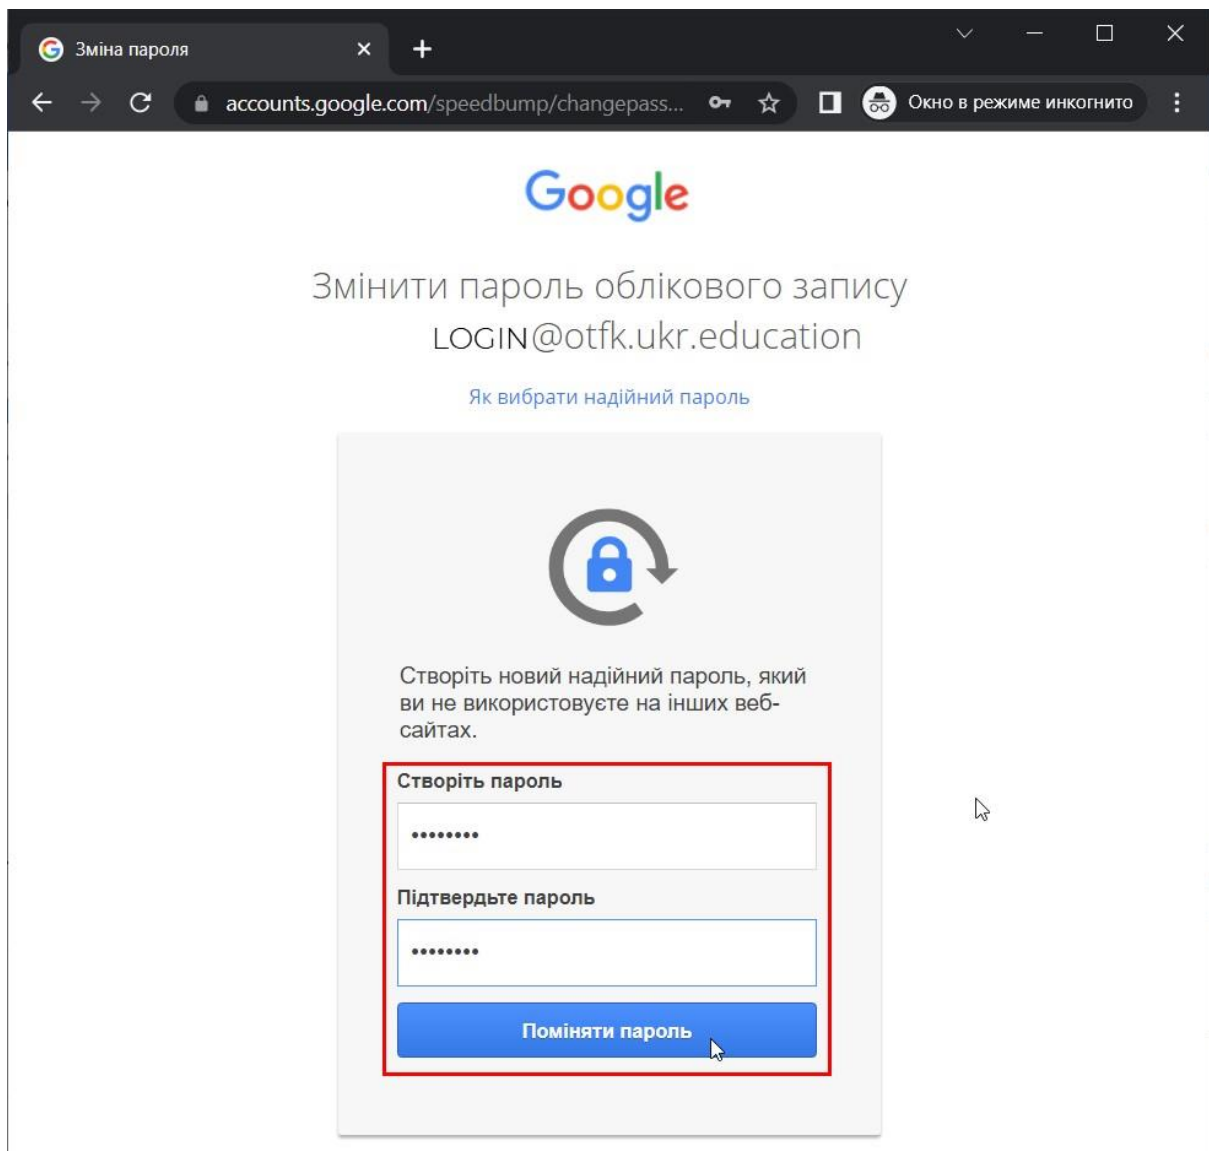 Зміна пароля
accounts.google.com/speedbump/changepass...
Окно в режиме инкогнито
Google
Змінити пароль облікового запису
LOGIN@otfk.ukr.education
Як вибрати надійний пароль
Створіть новий надійний пароль, який
ви не використовуєте на інших веб-
сайтах.
Створіть пароль
••••••••
Підтвердьте пароль
••••••••
Поміняти пароль